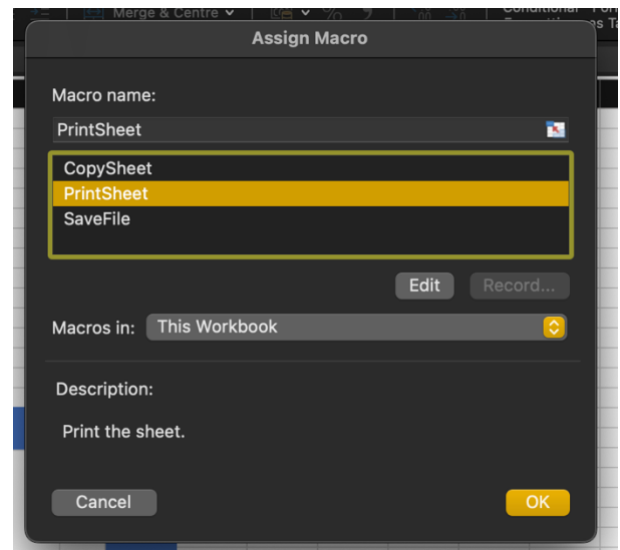 Merge & Centre
Conditional
Assign Macro
Macro name:
PrintSheet
CopySheet
PrintSheet
SaveFile
Edit
Record...
Macros in: This Workbook
Description:
Print the sheet.
Cancel
OK